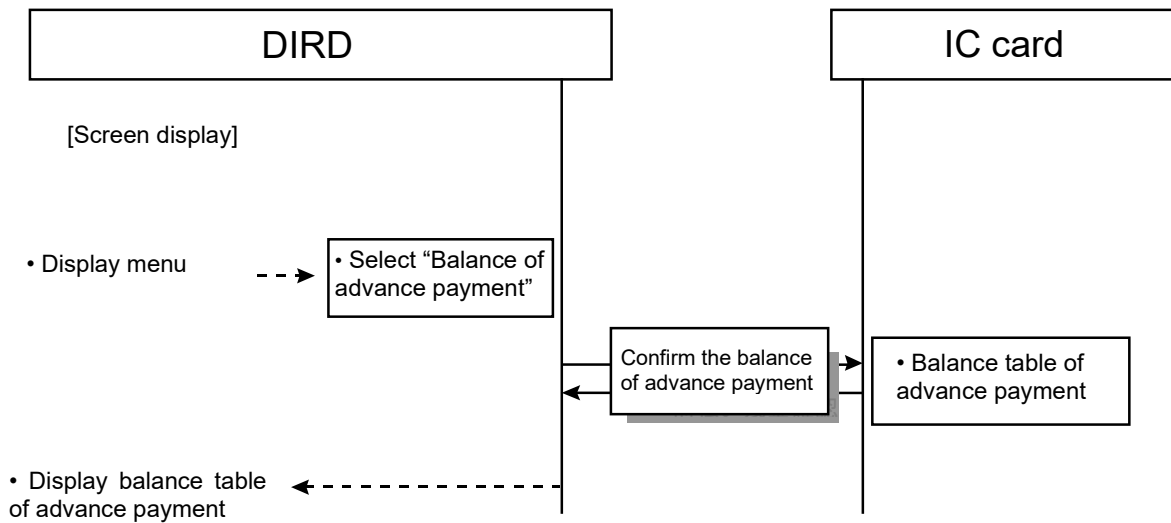 DIRD
IC card
[Screen display]
• Display menu
• Select “Balance of
advance payment”
Confirm the balance
of advance payment
• Balance table of
advance payment
• Display balance table
of advance payment